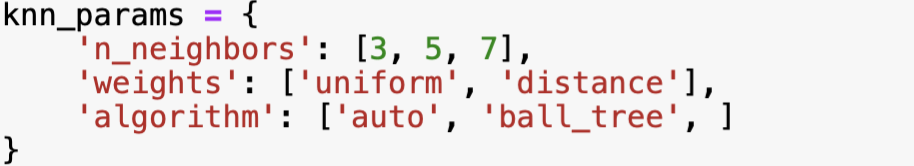 knn_params = {
    'n_neighbors': [3, 5, 7],
    'weights': ['uniform', 'distance'],
    'algorithm': ['auto', 'ball_tree', ]
}